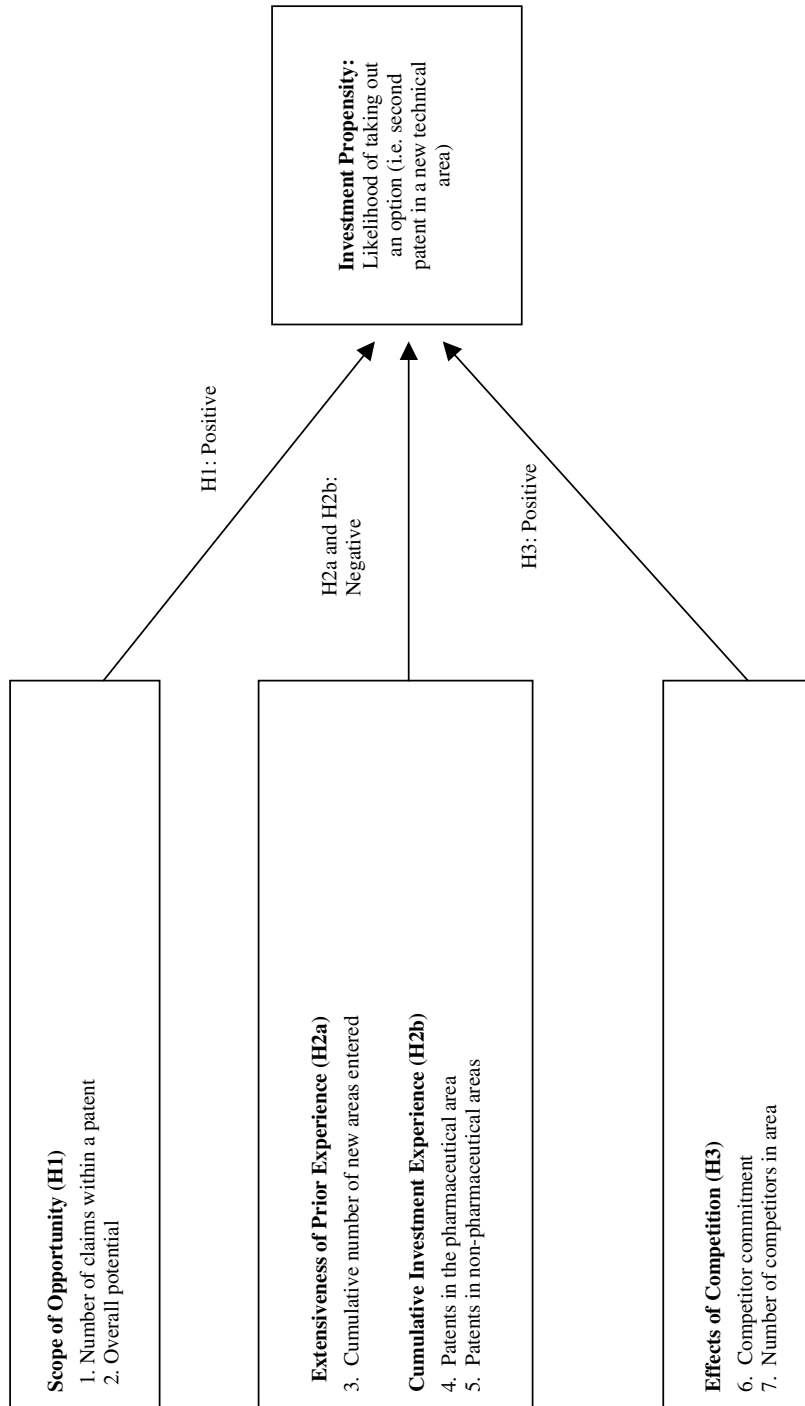 Scope of Opportunity (H1)
1. Number of claims within a patent
2. Overall potential
Extensiveness of Prior Experience (H2a)
3. Cumulative number of new areas entered
Cumulative Investment Experience (H2b)
4. Patents in the pharmaceutical area
5. Patents in non-pharmaceutical areas
Effects of Competition (H3)
6. Competitor commitment
7. Number of competitors in area
H1: Positive
H2a and H2b:
Negative
H3: Positive
Investment Propensity:
Likelihood of taking out
an option (i.e. second
patent in a new technical
area)